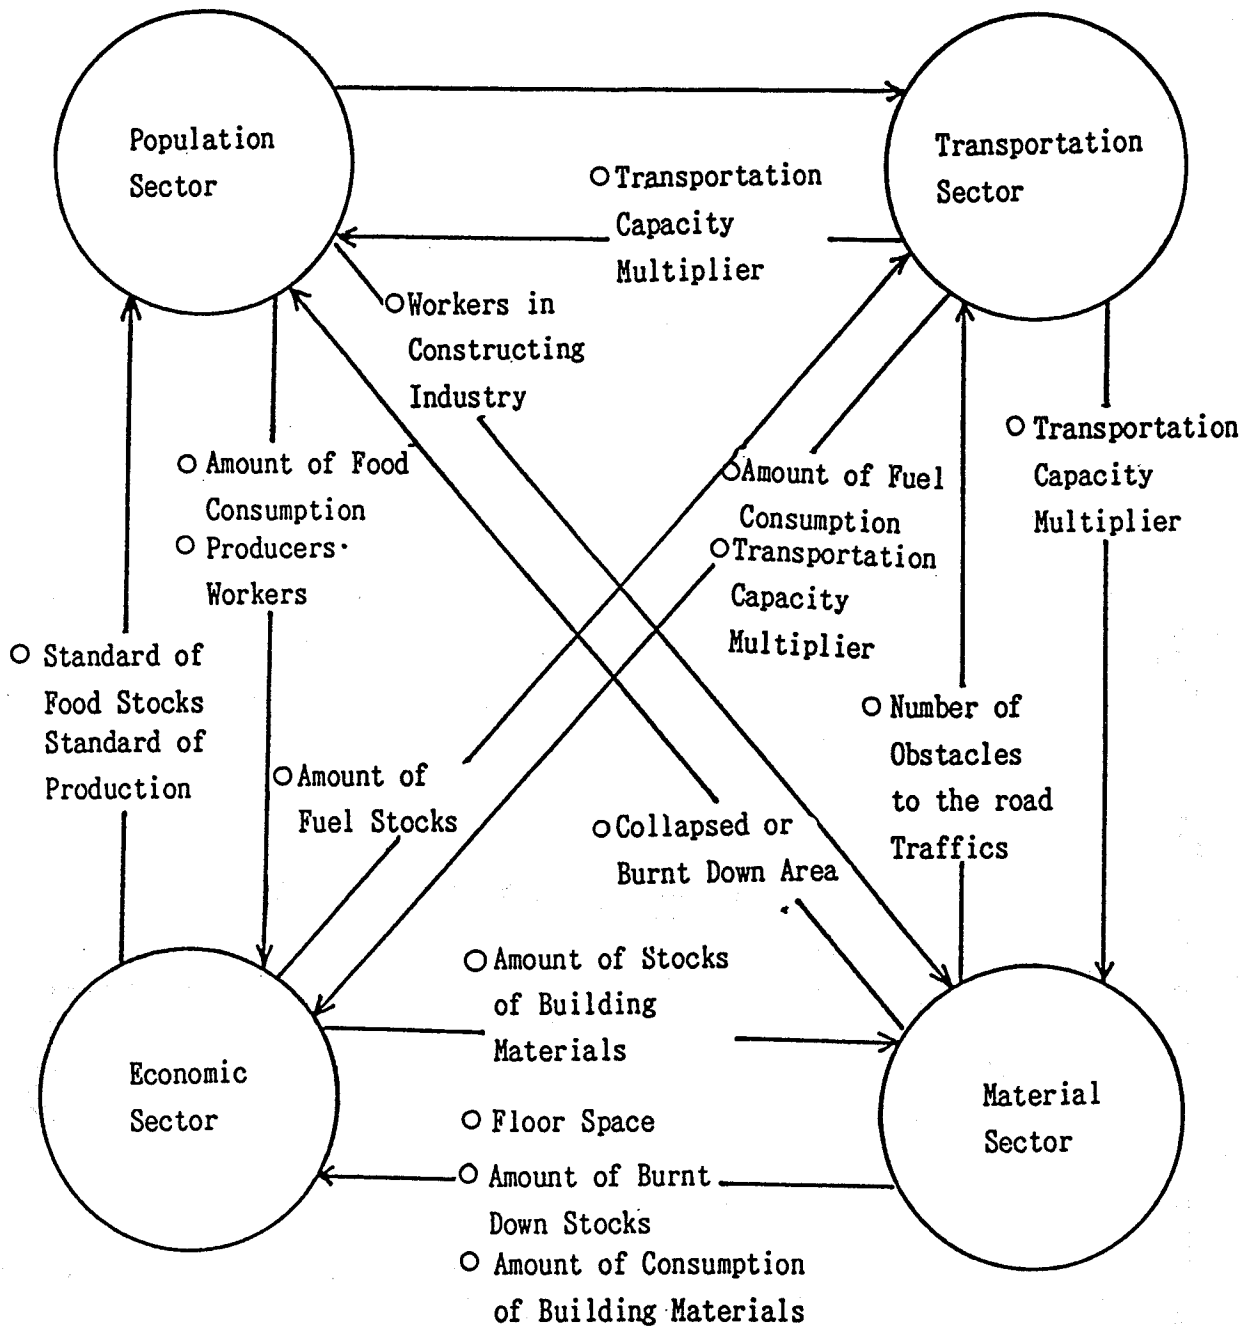 Population
Sector
Transportation
Sector
○ Transportation
Capacity
Multiplier
○ Workers in
Constructing
Industry
○ Amount of Food
Consumption
○ Producers·
Workers
○ Amount of Fuel
Consumption
○ Transportation
Capacity
Multiplier
○ Transportation
Capacity
Multiplier
○ Standard of
Food Stocks
Standard of
Production
○ Amount of
Fuel Stocks
○ Collapsed or
Burnt Down Area
○ Number of
Obstacles
to the road
Traffics
○ Amount of Stocks
of Building
Materials
Economic
Sector
Material
Sector
○ Floor Space
○ Amount of Burnt
Down Stocks
○ Amount of Consumption
of Building Materials